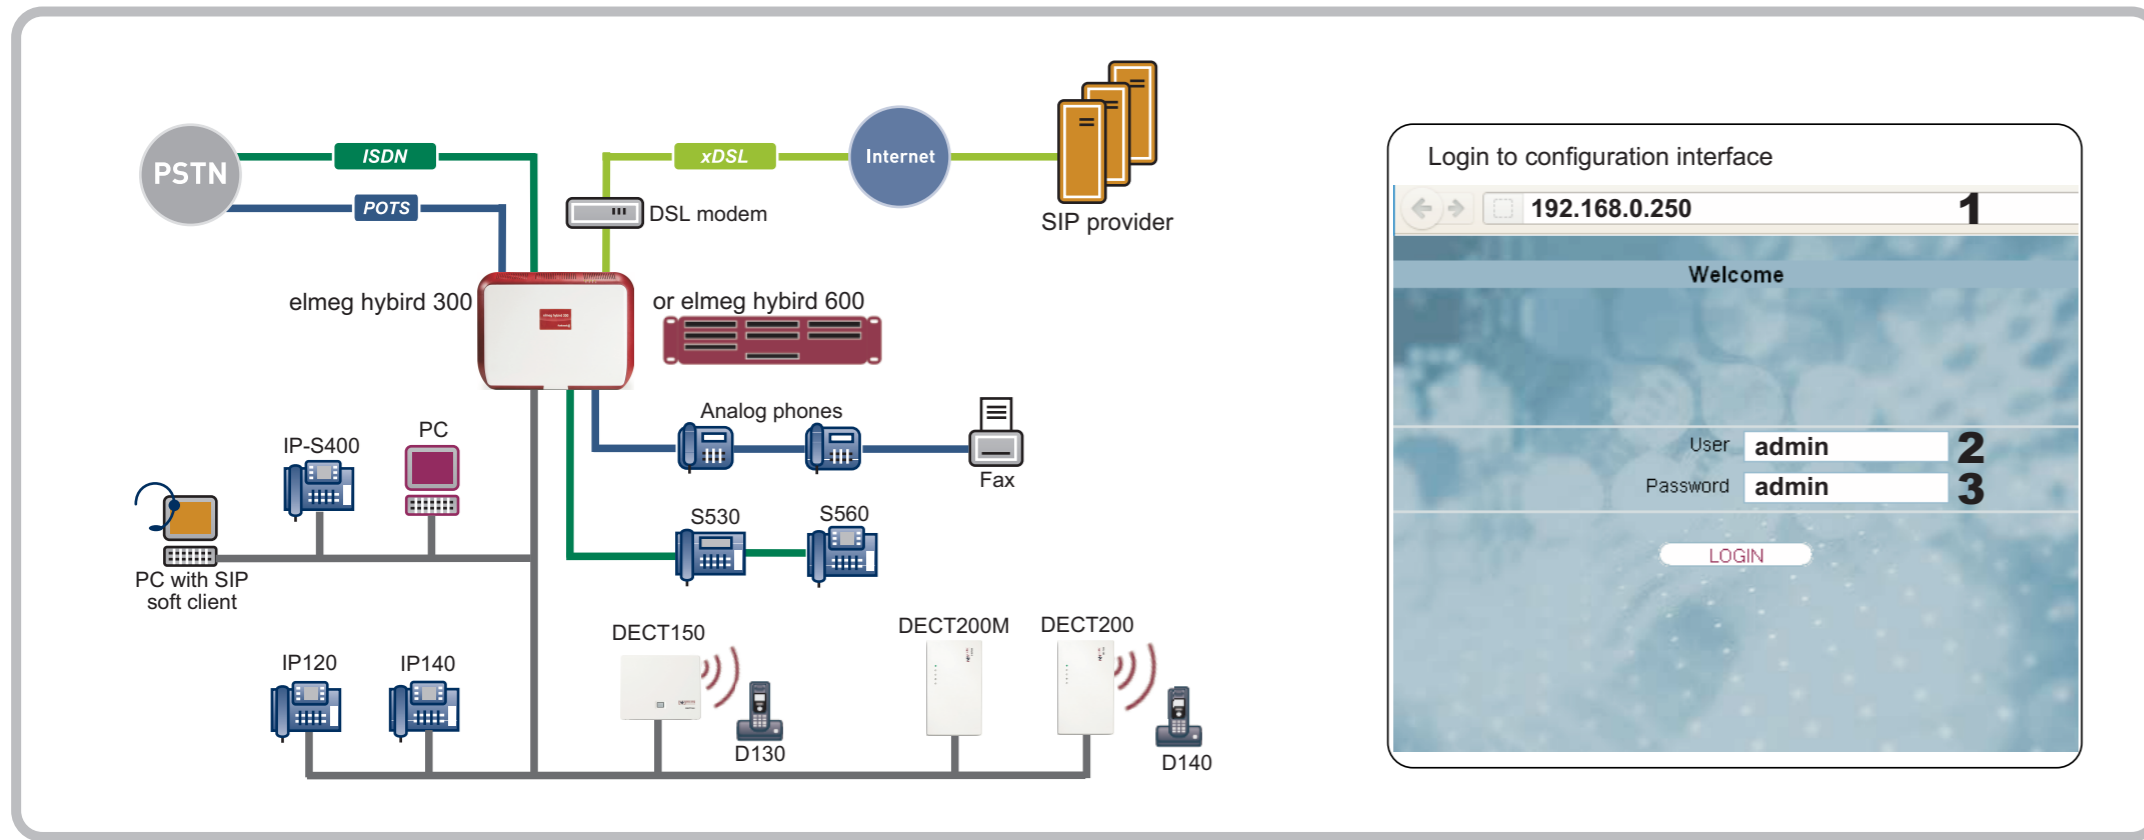 PSTN
ISDN
POTS
xDSL
Internet
DSL modem
SIP provider
elmeg hybird 300
or elmeg hybird 600
Analog phones
Fax
IP-S400
PC
PC with SIP
soft client
S530
S560
DECT150
DECT200M
DECT200
IP120
IP140
D130
D140
Login to configuration interface
192.168.0.250
1
Welcome
User
admin
2
Password
admin
3
LOGIN